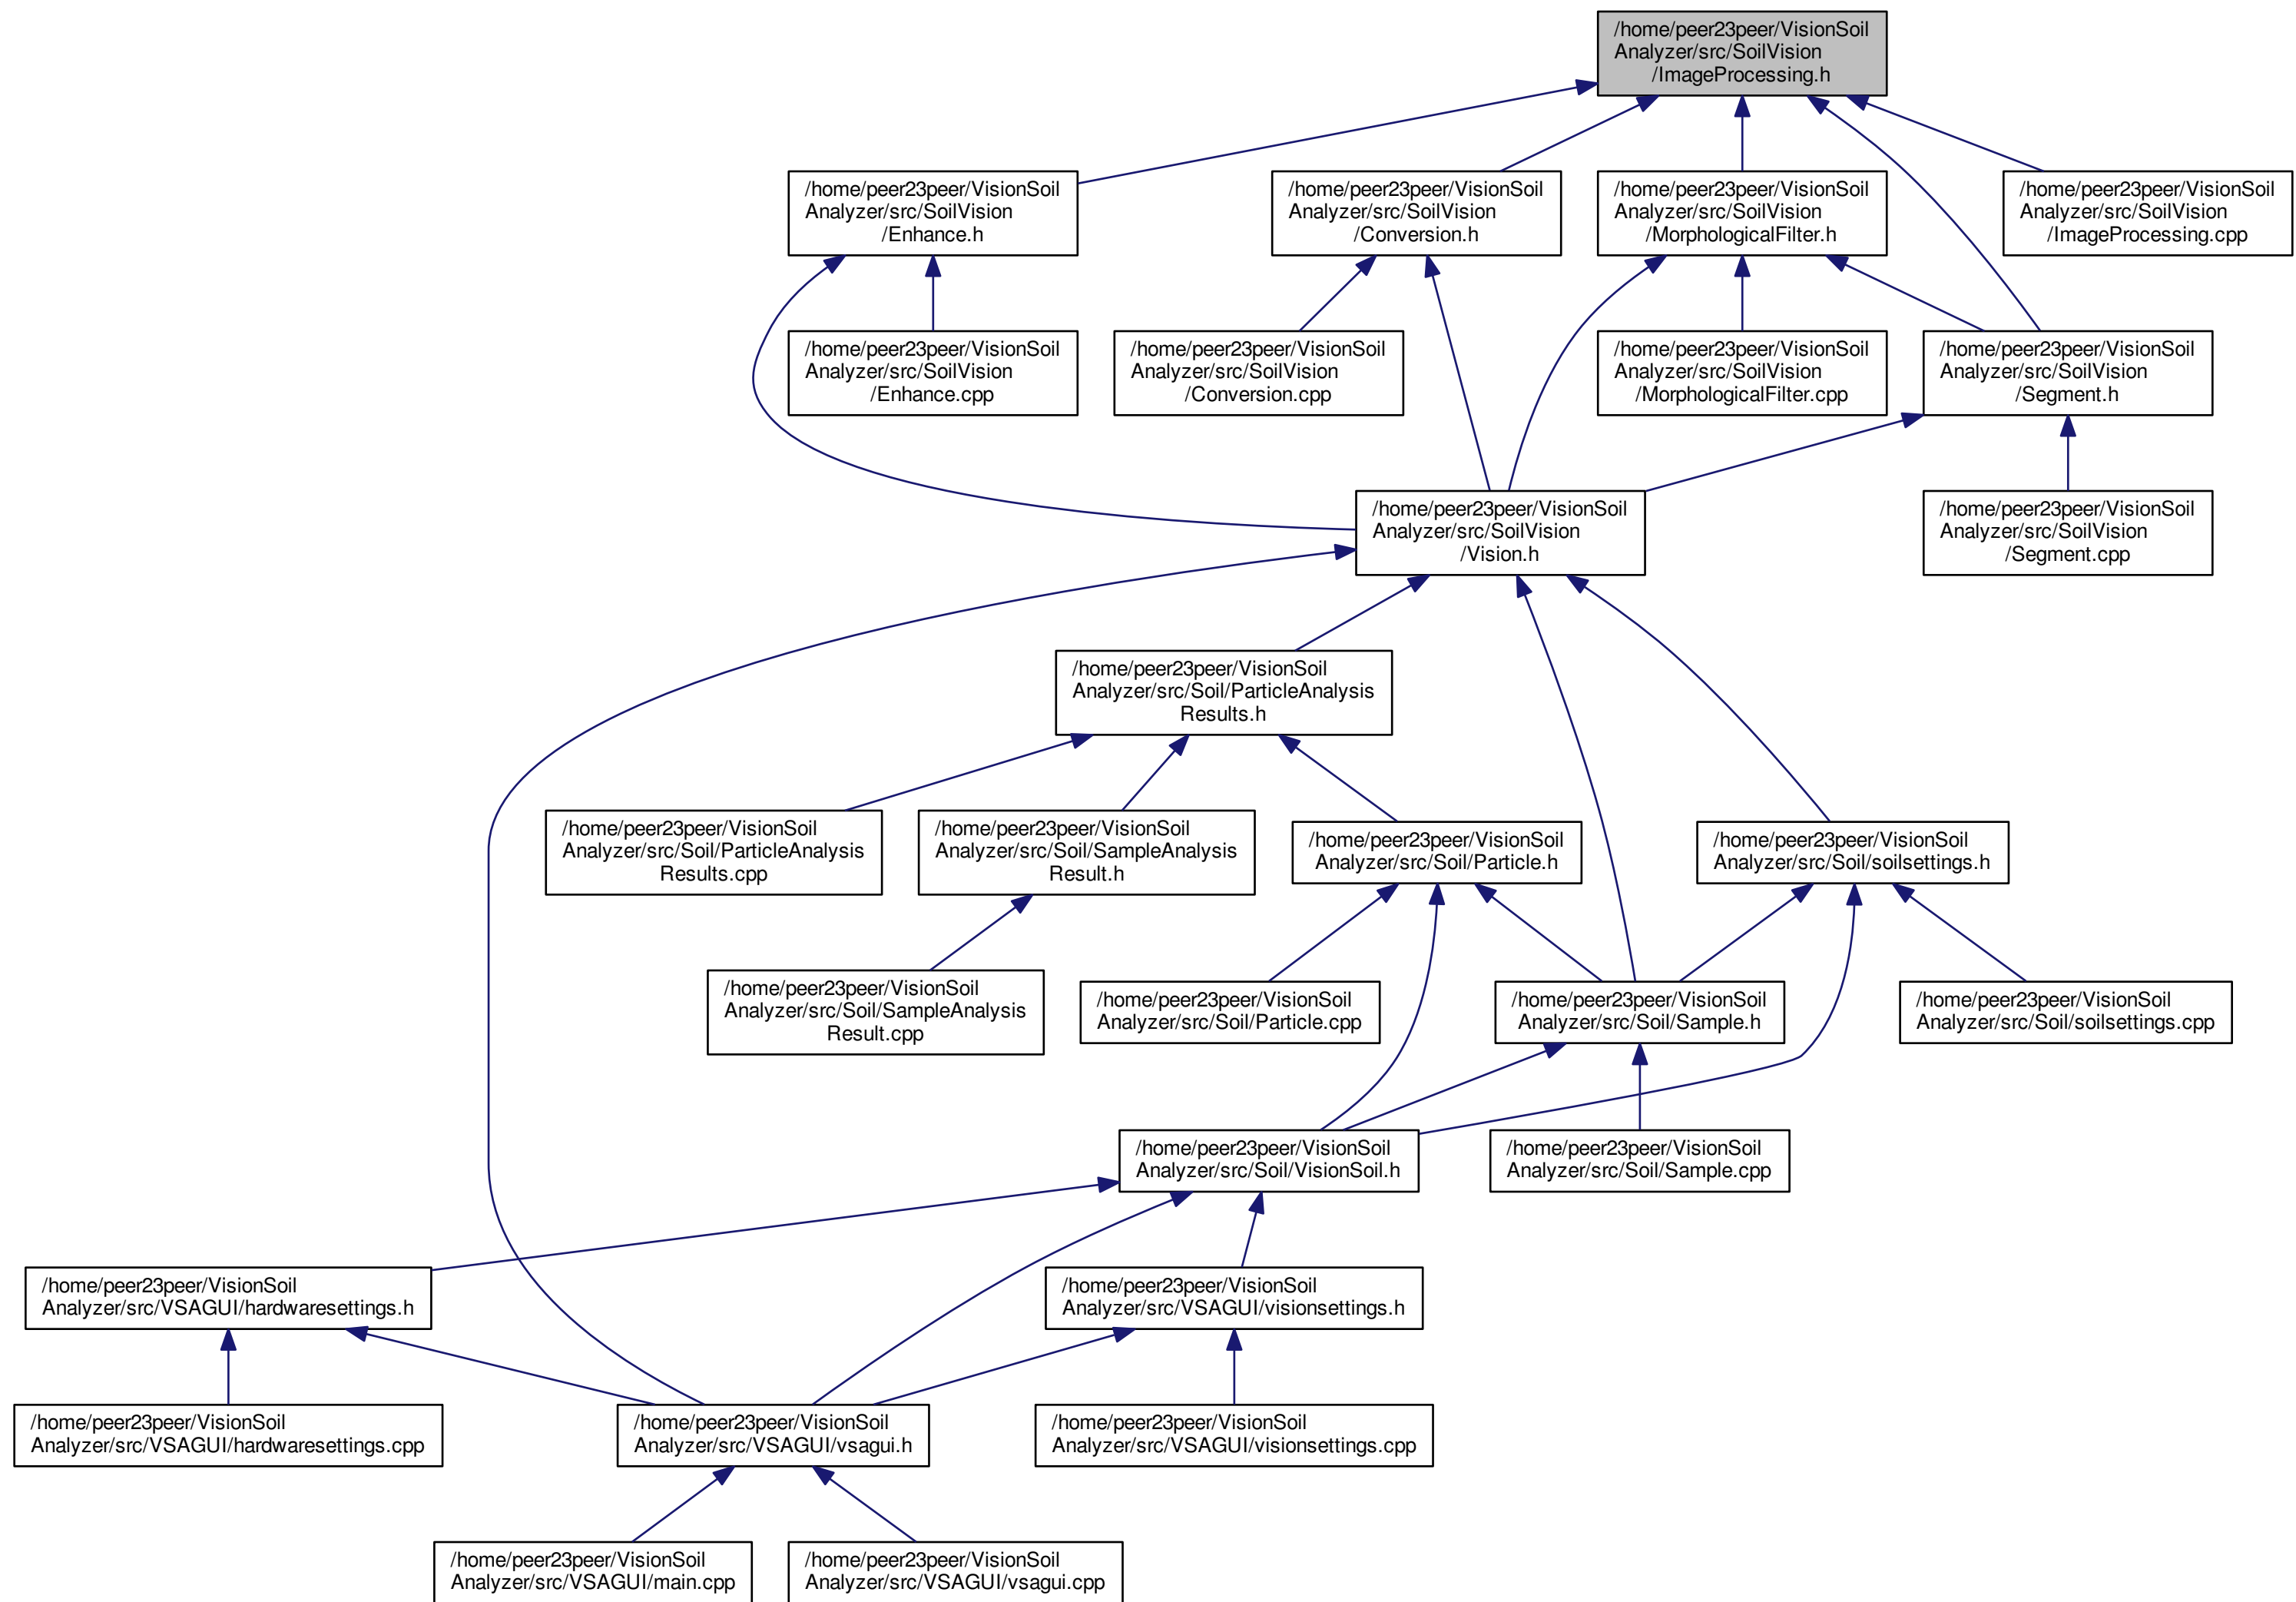 /home/peer23peer/VisionSoil
Analyzer/src/SoilVision
/ImageProcessing.h
/home/peer23peer/VisionSoil
Analyzer/src/SoilVision
/Enhance.h
/home/peer23peer/VisionSoil
Analyzer/src/SoilVision
/Conversion.h
/home/peer23peer/VisionSoil
Analyzer/src/SoilVision
/MorphologicalFilter.h
/home/peer23peer/VisionSoil
Analyzer/src/SoilVision
/ImageProcessing.cpp
/home/peer23peer/VisionSoil
Analyzer/src/SoilVision
/Enhance.cpp
/home/peer23peer/VisionSoil
Analyzer/src/SoilVision
/Conversion.cpp
/home/peer23peer/VisionSoil
Analyzer/src/SoilVision
/MorphologicalFilter.cpp
/home/peer23peer/VisionSoil
Analyzer/src/SoilVision
/Segment.h
/home/peer23peer/VisionSoil
Analyzer/src/SoilVision
/Vision.h
/home/peer23peer/VisionSoil
Analyzer/src/SoilVision
/Segment.cpp
/home/peer23peer/VisionSoil
Analyzer/src/Soil/ParticleAnalysis
Results.h
/home/peer23peer/VisionSoil
Analyzer/src/Soil/ParticleAnalysis
Results.cpp
/home/peer23peer/VisionSoil
Analyzer/src/Soil/SampleAnalysis
Result.h
/home/peer23peer/VisionSoil
Analyzer/src/Soil/Particle.h
/home/peer23peer/VisionSoil
Analyzer/src/Soil/soilsettings.h
/home/peer23peer/VisionSoil
Analyzer/src/Soil/SampleAnalysis
Result.cpp
/home/peer23peer/VisionSoil
Analyzer/src/Soil/Particle.cpp
/home/peer23peer/VisionSoil
Analyzer/src/Soil/Sample.h
/home/peer23peer/VisionSoil
Analyzer/src/Soil/soilsettings.cpp
/home/peer23peer/VisionSoil
Analyzer/src/Soil/VisionSoil.h
/home/peer23peer/VisionSoil
Analyzer/src/Soil/Sample.cpp
/home/peer23peer/VisionSoil
Analyzer/src/VSAGUI/hardwaresettings.h
/home/peer23peer/VisionSoil
Analyzer/src/VSAGUI/visionsettings.h
/home/peer23peer/VisionSoil
Analyzer/src/VSAGUI/hardwaresettings.cpp
/home/peer23peer/VisionSoil
Analyzer/src/VSAGUI/vsagui.h
/home/peer23peer/VisionSoil
Analyzer/src/VSAGUI/visionsettings.cpp
/home/peer23peer/VisionSoil
Analyzer/src/VSAGUI/main.cpp
/home/peer23peer/VisionSoil
Analyzer/src/VSAGUI/vsagui.cpp